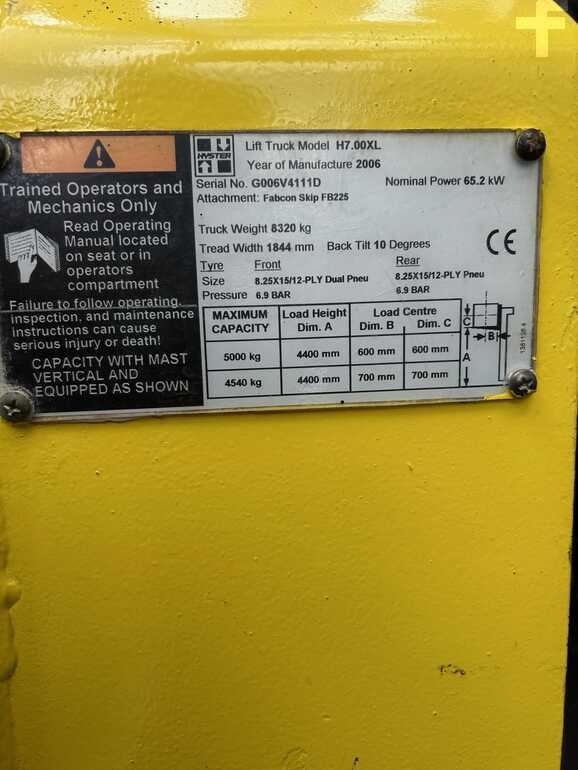 HYSTER
Lift Truck Model H7.00XL
Year of Manufacture 2006
Serial No. G006V4111D Nominal Power 65.2 kW
Attachment: Fabcon Skip FB225
Truck Weight 8320 kg
Tread Width 1844 mm Back Tilt 10 Degrees
CE
Tyre Front Rear
Size 8.25X15/12-PLY Dual Pneu 8.25X15/12-PLY Pneu
Pressure 6.9 BAR 6.9 BAR
MAXIMUM CAPACITY Load Height Dim. A Load Centre Dim. B Dim. C
5000 kg 4400 mm 600 mm 600 mm
4540 kg 4400 mm 700 mm 700 mm
C
B
A
Trained Operators and
Mechanics Only
Read Operating
Manual located
on seat or in
operators
compartment
Failure to follow operating,
inspection, and maintenance
instructions can cause
serious injury or death!
CAPACITY WITH MAST
VERTICAL AND
EQUIPPED AS SHOWN